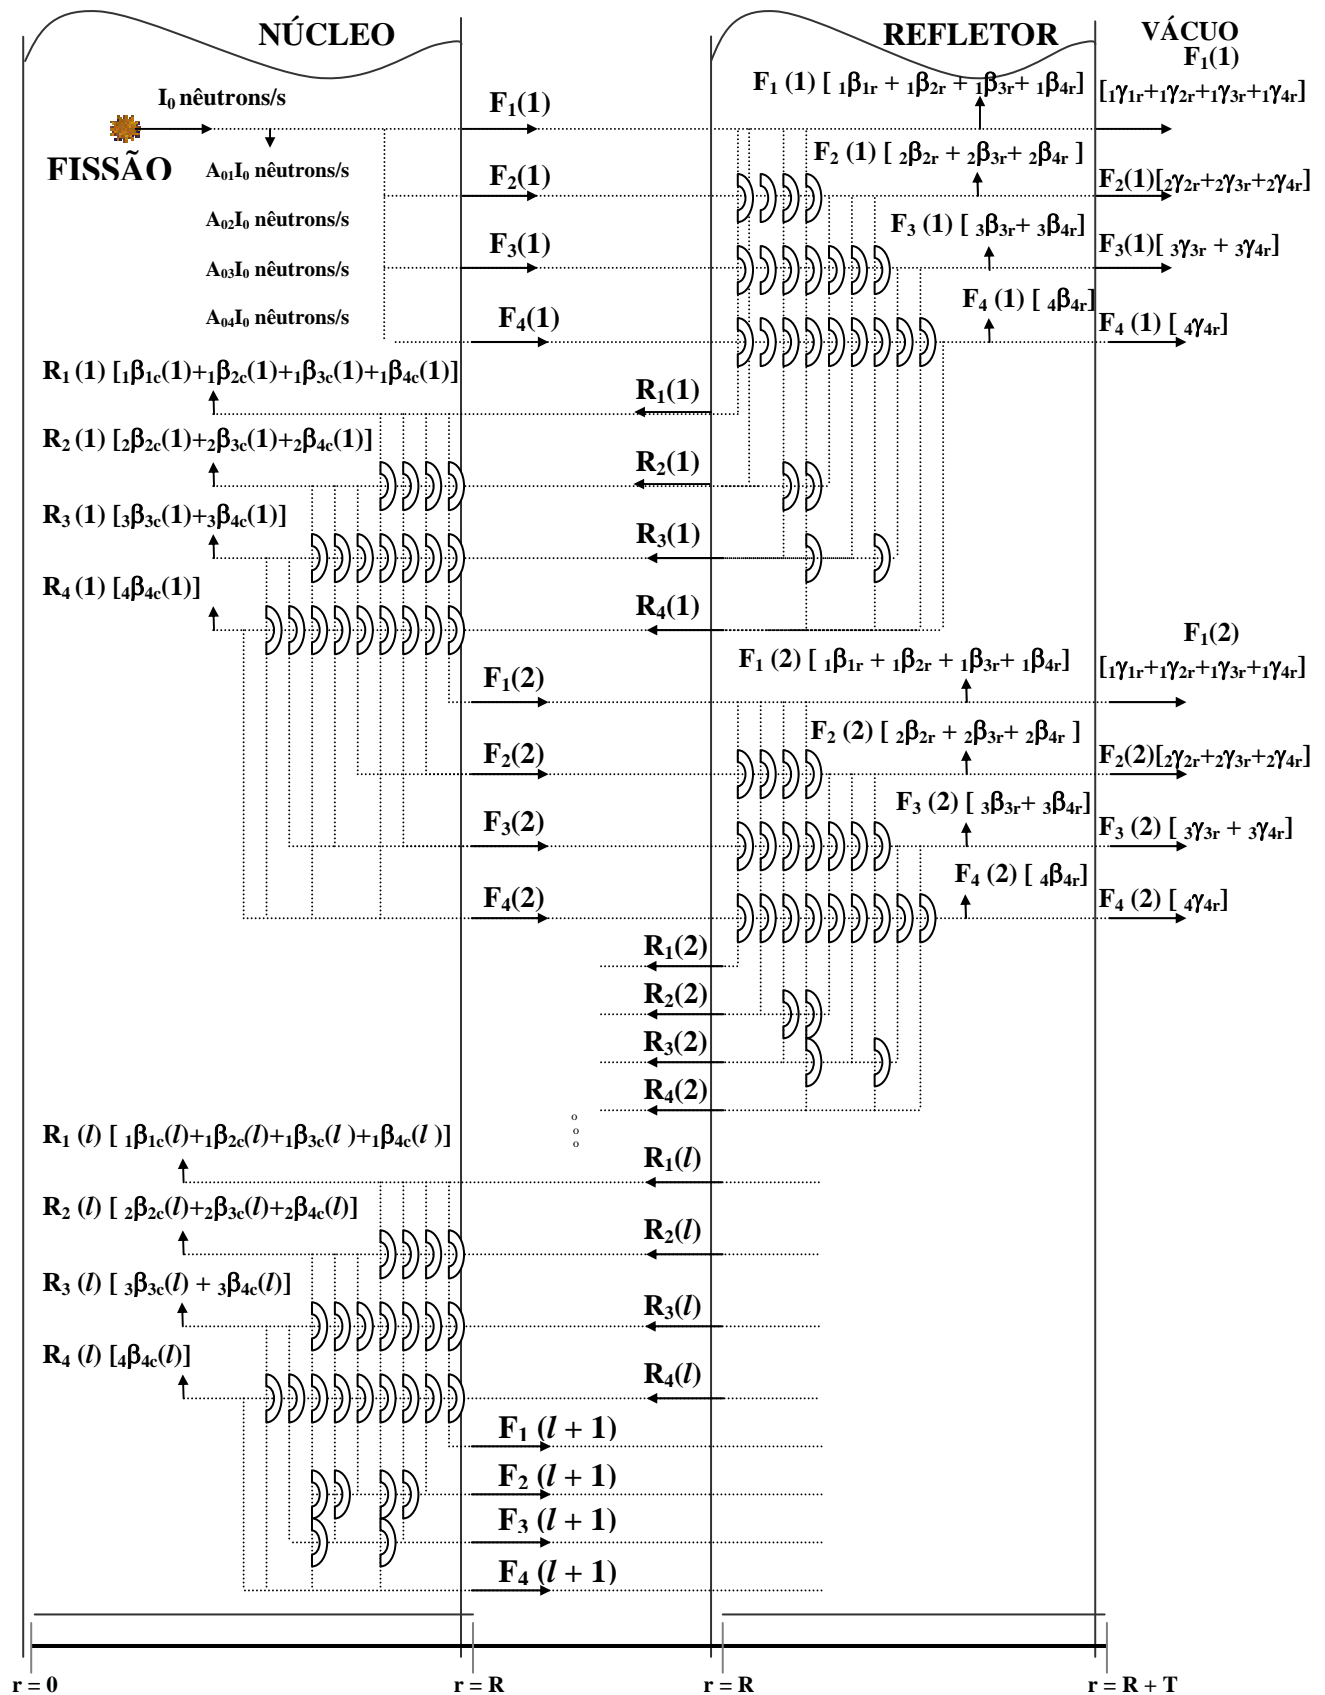 NÚCLEO
REFLETOR
VÁCUO
F₁(1)
[₁γ₁ᵣ+₁γ₂ᵣ+₁γ₃ᵣ+₁γ₄ᵣ]
I₀ nêutrons/s
F₁(1)
F₁ (1) [ ₁β₁ᵣ + ₁β₂ᵣ + ₁β₃ᵣ+ ₁β₄ᵣ]
FISSÃO
A₀₁I₀ nêutrons/s
F₂(1)
F₂ (1) [ ₂β₂ᵣ + ₂β₃ᵣ+ ₂β₄ᵣ ]
F₂(1)[₂γ₂ᵣ+₂γ₃ᵣ+₂γ₄ᵣ]
A₀₂I₀ nêutrons/s
F₃(1)
F₃ (1) [ ₃β₃ᵣ+ ₃β₄ᵣ]
F₃(1)[ ₃γ₃ᵣ + ₃γ₄ᵣ]
A₀₃I₀ nêutrons/s
A₀₄I₀ nêutrons/s
F₄(1)
F₄ (1) [ ₄β₄ᵣ]
F₄ (1) [ ₄γ₄ᵣ]
R₁ (1) [₁β₁c(1)+₁β₂c(1)+₁β₃c(1)+₁β₄c(1)]
R₁(1)
R₂ (1) [₂β₂c(1)+₂β₃c(1)+₂β₄c(1)]
R₂(1)
R₃ (1) [₃β₃c(1)+₃β₄c(1)]
R₃(1)
R₄ (1) [₄β₄c(1)]
R₄(1)
F₁(2)
F₁ (2) [ ₁β₁ᵣ + ₁β₂ᵣ + ₁β₃ᵣ+ ₁β₄ᵣ]
F₁(2)
[₁γ₁ᵣ+₁γ₂ᵣ+₁γ₃ᵣ+₁γ₄ᵣ]
F₂(2)
F₂ (2) [ ₂β₂ᵣ + ₂β₃ᵣ+ ₂β₄ᵣ ]
F₂(2)[₂γ₂ᵣ+₂γ₃ᵣ+₂γ₄ᵣ]
F₃(2)
F₃ (2) [ ₃β₃ᵣ+ ₃β₄ᵣ]
F₃ (2) [ ₃γ₃ᵣ + ₃γ₄ᵣ]
F₄(2)
F₄ (2) [ ₄β₄ᵣ]
F₄ (2) [ ₄γ₄ᵣ]
R₁(2)
R₂(2)
R₃(2)
R₄(2)
R₁ (l) [ ₁β₁c(l)+₁β₂c(l)+₁β₃c(l )+₁β₄c(l )]
R₁(l)
R₂ (l) [ ₂β₂c(l)+₂β₃c(l)+₂β₄c(l)]
R₂(l)
R₃ (l) [ ₃β₃c(l) + ₃β₄c(l)]
R₃(l)
R₄ (l) [₄β₄c(l)]
R₄(l)
F₁ (l + 1)
F₂ (l + 1)
F₃ (l + 1)
F₄ (l + 1)
r = 0
r = R
r = R
r = R + T